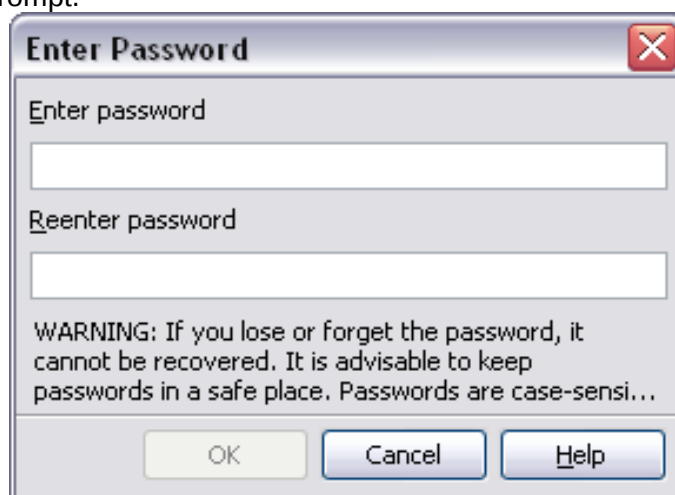 rompt.
Enter Password
Enter password
Reenter password
WARNING: If you lose or forget the password, it
cannot be recovered. It is advisable to keep
passwords in a safe place. Passwords are case-sensi...
OK Cancel Help